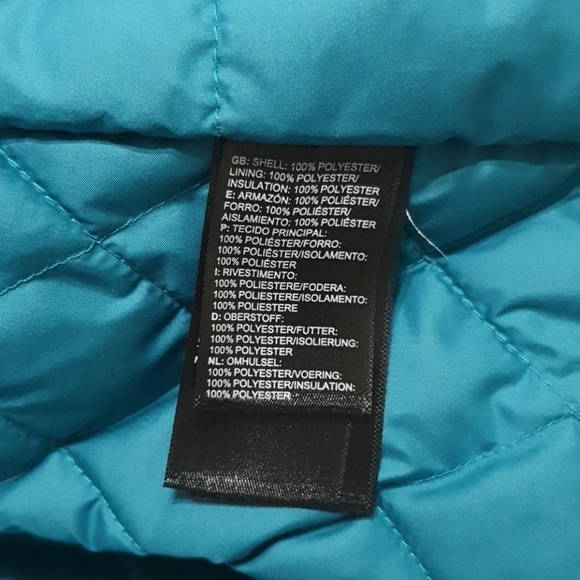 GB: SHELL: 100% POLYESTER/
LINING: 100% POLYESTER/
INSULATION: 100% POLYESTER
E: ARMAZÓN: 100% POLIÉSTER/
FORRO: 100% POLIÉSTER/
AISLAMIENTO: 100% POLIÉSTER
P: TECIDO PRINCIPAL:
100% POLIÉSTER/FORRO:
100% POLIÉSTER/ISOLAMENTO:
100% POLIÉSTER
I: RIVESTIMENTO:
100% POLIESTERE/FODERA:
100% POLIESTERE/ISOLAMENTO:
100% POLIESTERE
D: OBERSTOFF:
100% POLYESTER/FUTTER:
100% POLYESTER/ISOLIERUNG:
100% POLYESTER
NL: OMHULSEL:
100% POLYESTER/VOERING:
100% POLYESTER/INSULATION:
100% POLYESTER